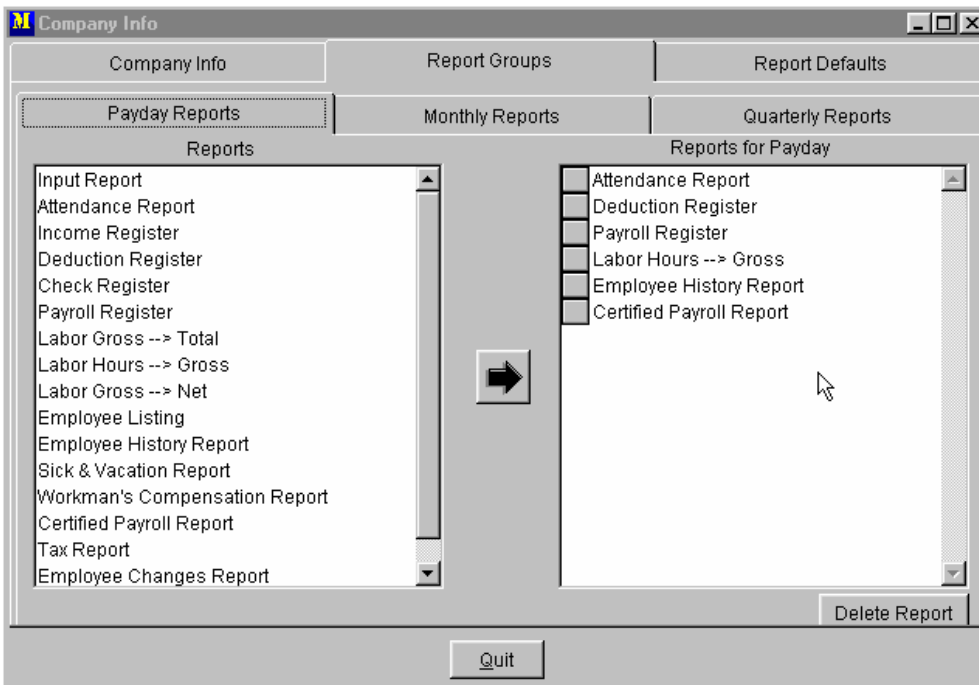 M Company Info
Company Info
Report Groups
Report Defaults
Payday Reports
Monthly Reports
Quarterly Reports
Reports
Input Report
Attendance Report
Income Register
Deduction Register
Check Register
Payroll Register
Labor Gross --> Total
Labor Hours --> Gross
Labor Gross --> Net
Employee Listing
Employee History Report
Sick & Vacation Report
Workman's Compensation Report
Certified Payroll Report
Tax Report
Employee Changes Report
Reports for Payday
Attendance Report
Deduction Register
Payroll Register
Labor Hours --> Gross
Employee History Report
Certified Payroll Report
Delete Report
Quit